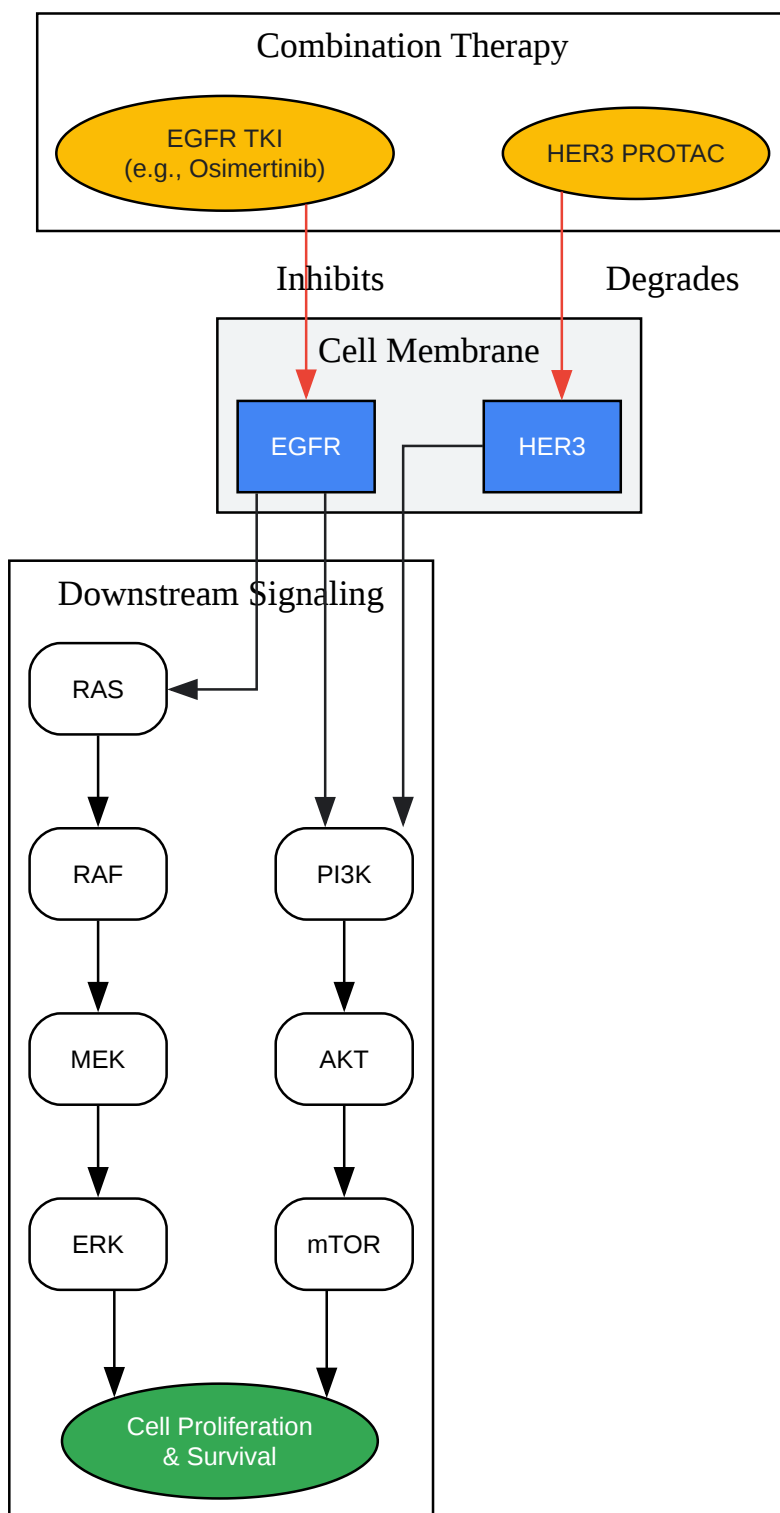 Combination Therapy
EGFR TKI
(e.g., Osimertinib)
HER3 PROTAC
Inhibits
Degrades
Cell Membrane
EGFR
HER3
Downstream Signaling
RAS
RAF
PI3K
MEK
AKT
ERK
mTOR
Cell Proliferation
& Survival